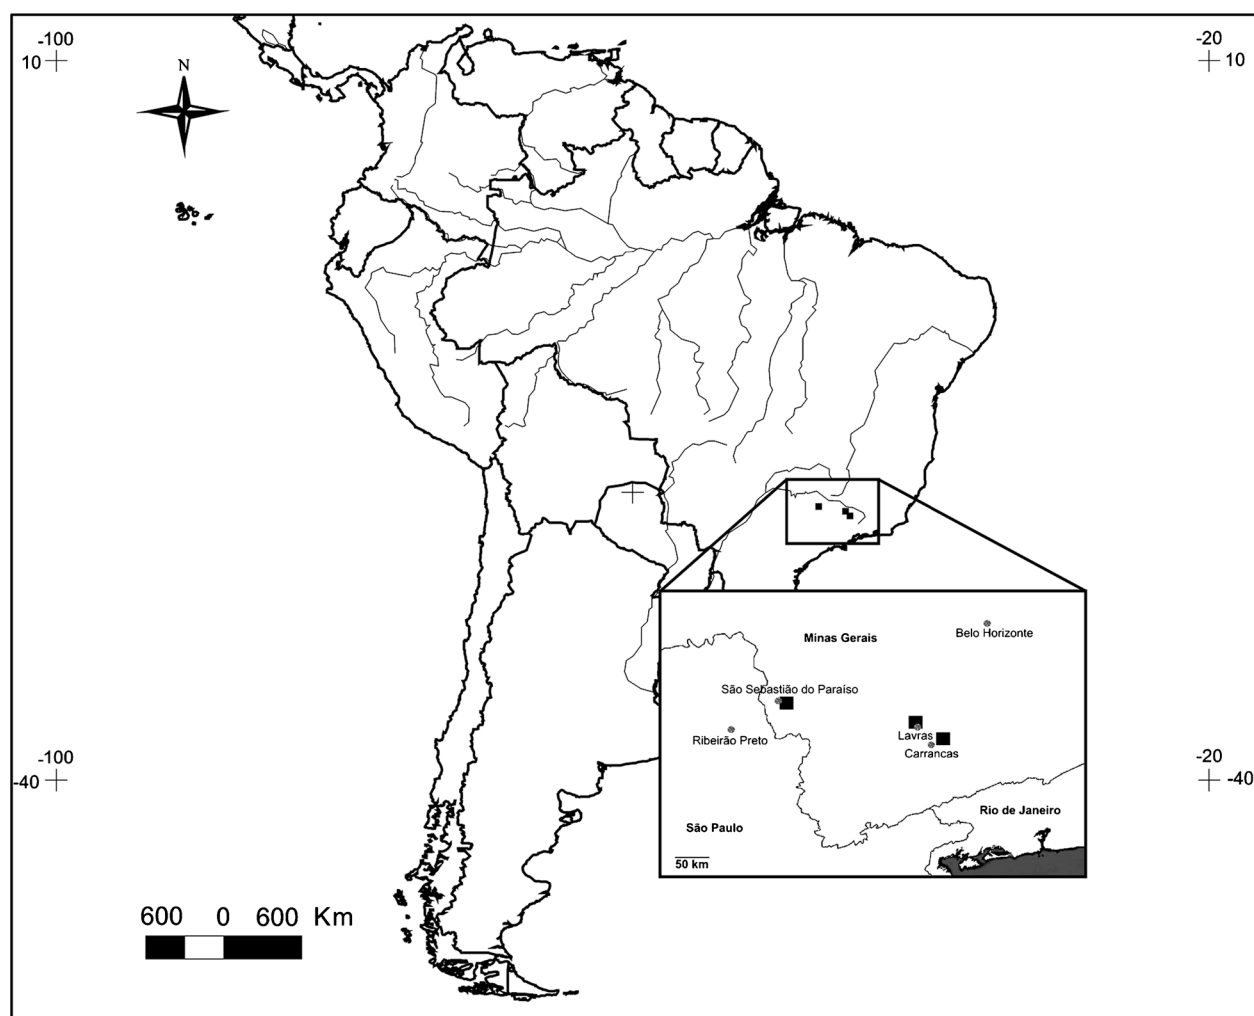 -100
10
-20
10
N
Minas Gerais
Belo Horizonte
São Sebastião do Paraíso
Ribeirão Preto
Lavras
Carrancas
-100
-40
-20
-40
Rio de Janeiro
São Paulo
50 km
600 0 600 Km